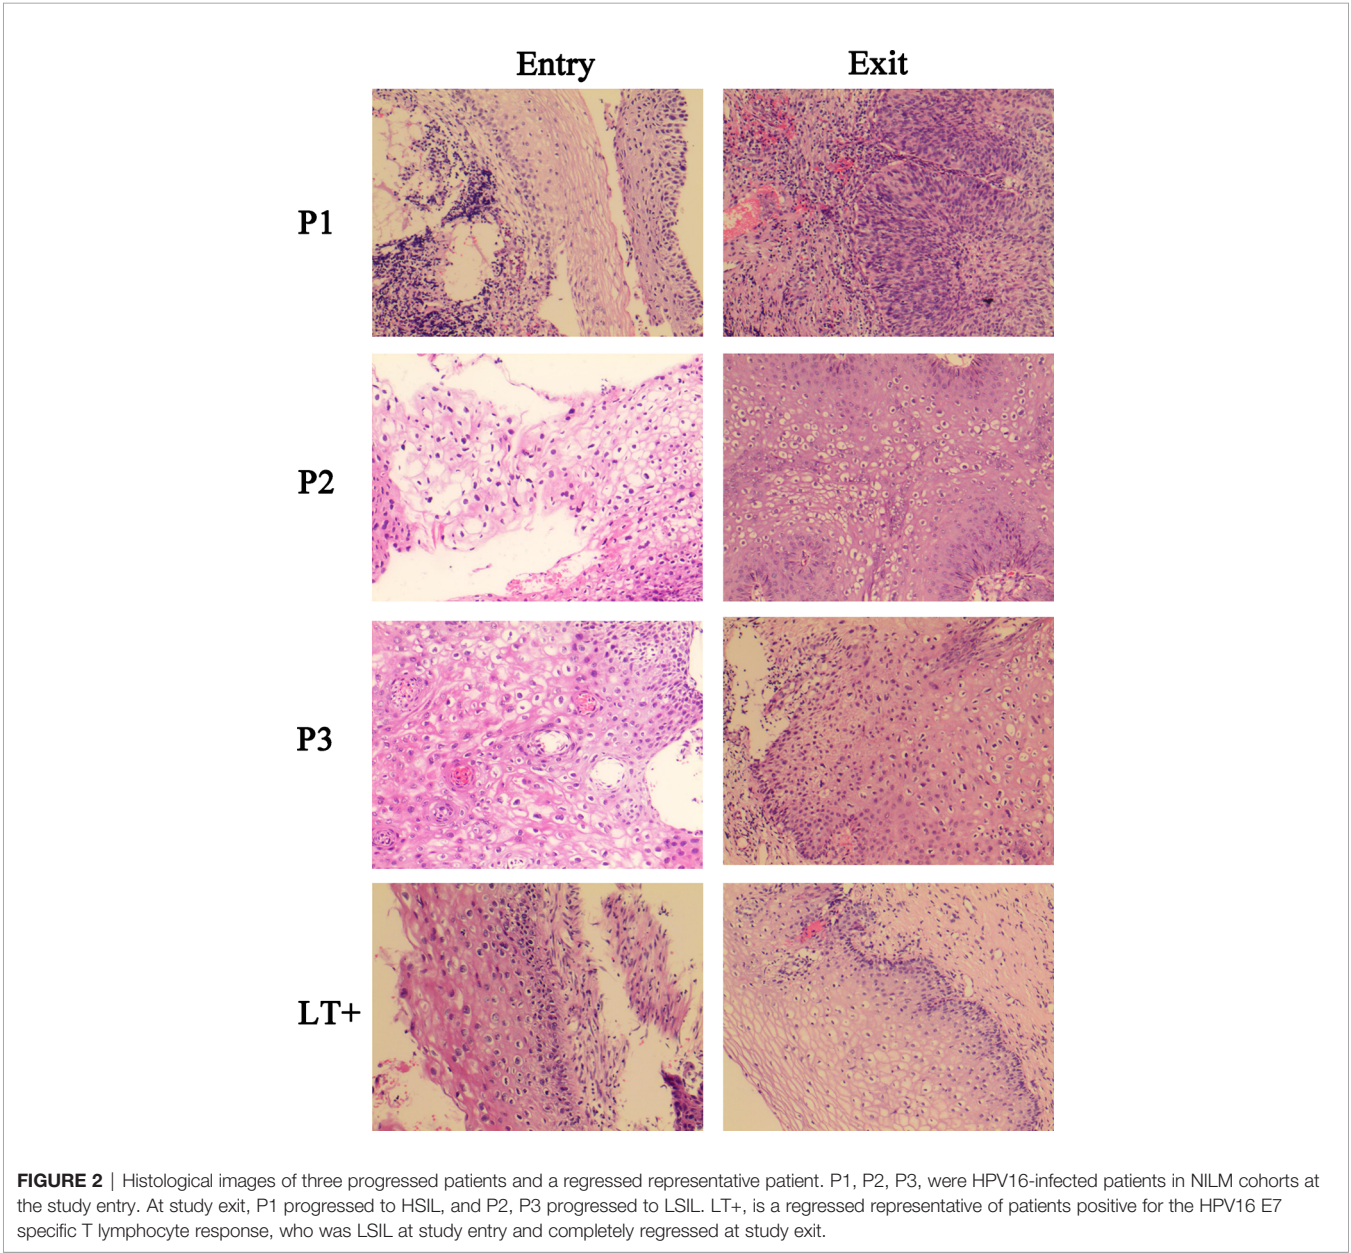 Entry Exit
P1
P2
P3
LT+
FIGURE 2 | Histological images of three progressed patients and a regressed representative patient. P1, P2, P3, were HPV16-infected patients in NILM cohorts at
the study entry. At study exit, P1 progressed to HSIL, and P2, P3 progressed to LSIL. LT+, is a regressed representative of patients positive for the HPV16 E7
specific T lymphocyte response, who was LSIL at study entry and completely regressed at study exit.